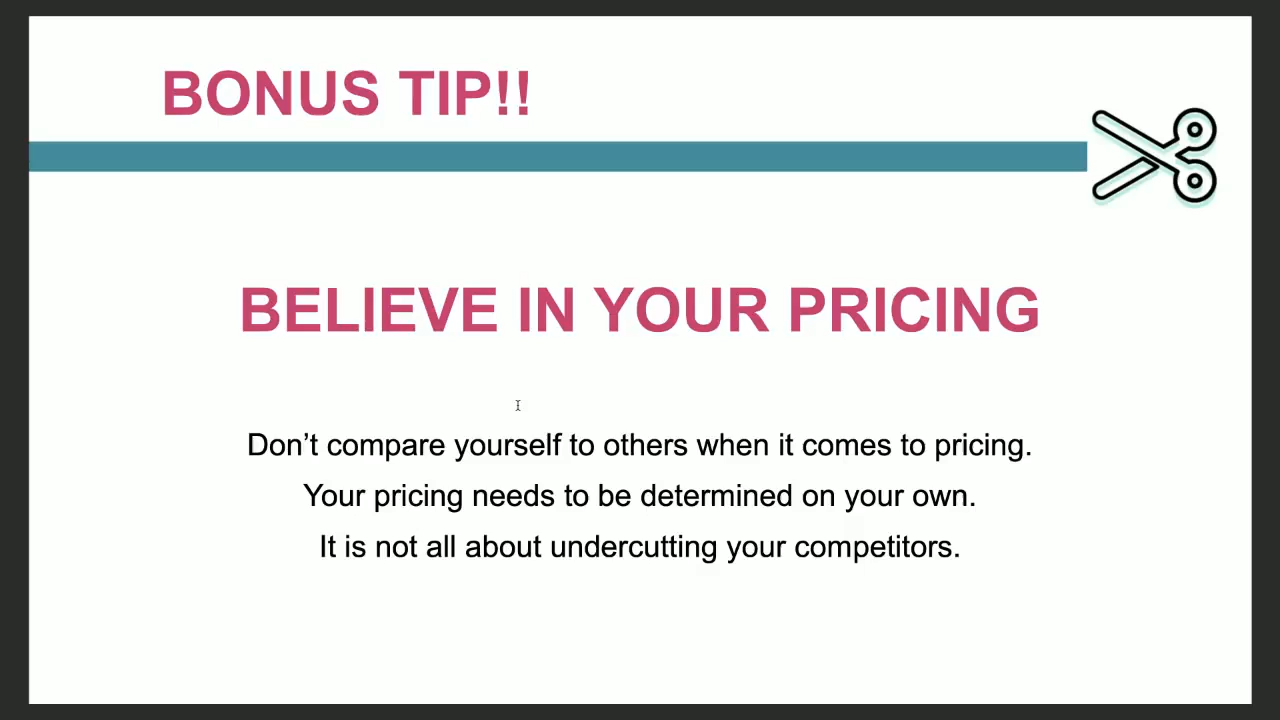 BONUS TIP!!
BELIEVE IN YOUR PRICING
Don’t compare yourself to others when it comes to pricing.
Your pricing needs to be determined on your own.
It is not all about undercutting your competitors.